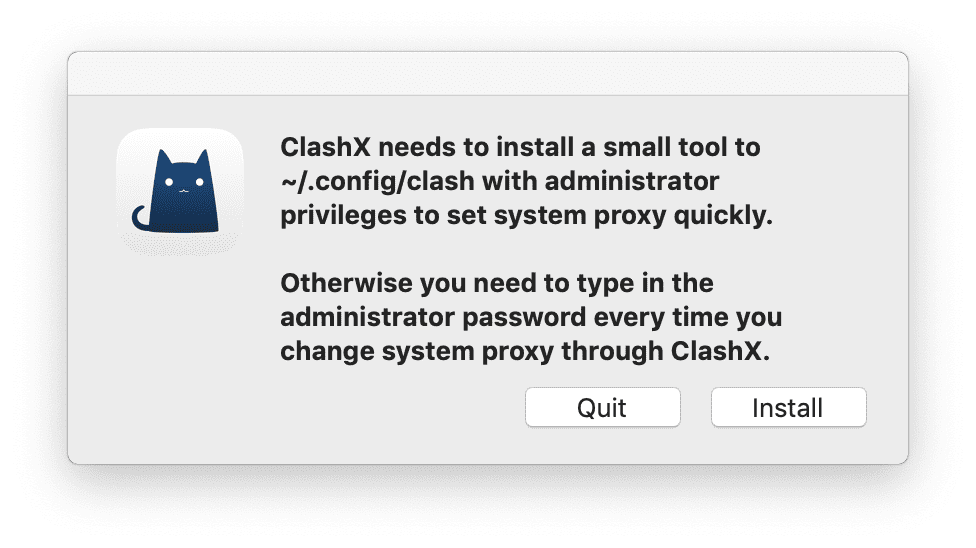 ClashX needs to install a small tool to
~/.config/clash with administrator
privileges to set system proxy quickly.
Otherwise you need to type in the
administrator password every time you
change system proxy through ClashX.
Quit Install